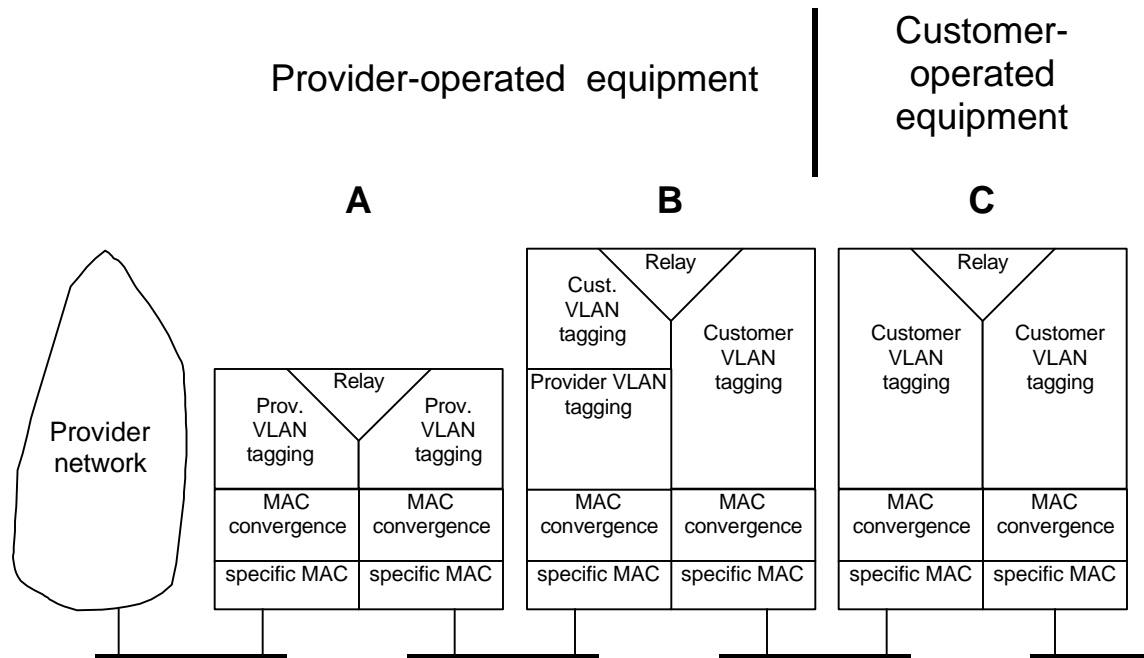 Provider-operated equipment
Customer-
operated
equipment
A
B
C
Provider
network
Relay
Prov.
VLAN
tagging
Prov.
VLAN
tagging
MAC
convergence
MAC
convergence
specific MAC
specific MAC
Relay
Cust.
VLAN
tagging
Provider VLAN
tagging
Customer
VLAN
tagging
MAC
convergence
MAC
convergence
specific MAC
specific MAC
Relay
Customer
VLAN
tagging
Customer
VLAN
tagging
MAC
convergence
MAC
convergence
specific MAC
specific MAC